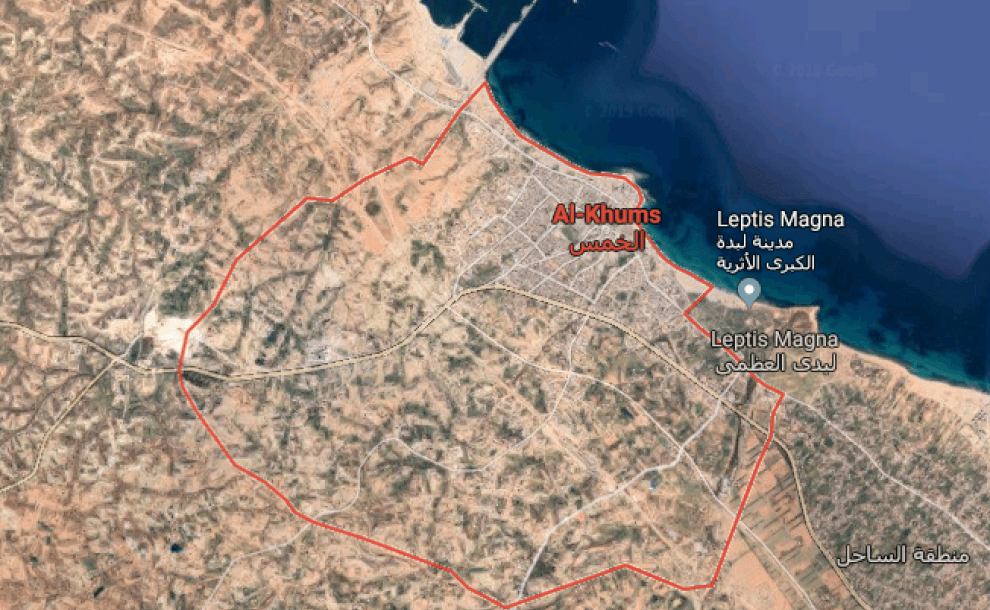 © 2019 Google
© 2019 Google
Al-Khums
الخمس
Leptis Magna
مدينة لبدة
الكبرى الأثرية
Leptis Magna
لبدى العظمى
منطقة الساحل